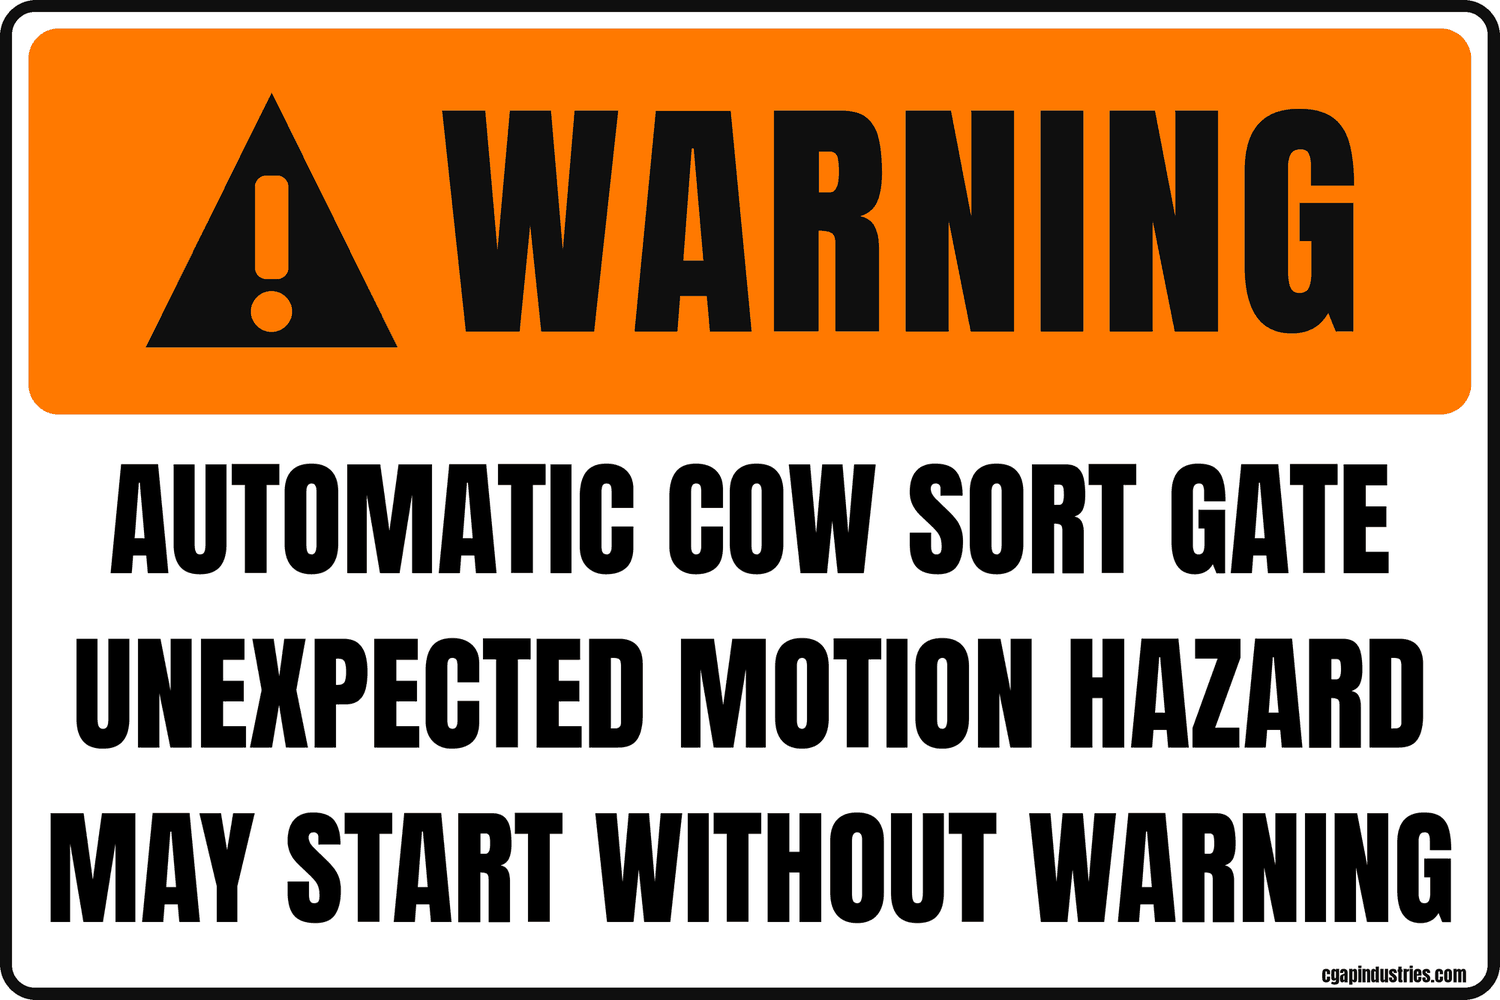 WARNING
AUTOMATIC COW SORT GATE
UNEXPECTED MOTION HAZARD
MAY START WITHOUT WARNING
cgapindustries.com